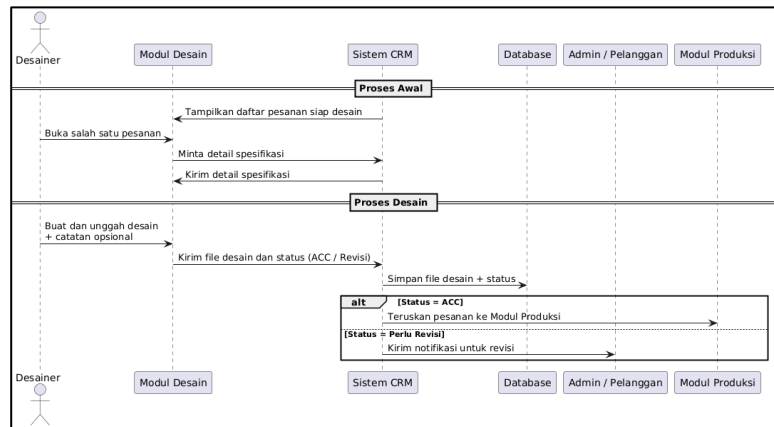 Desainer
Modul Desain
Sistem CRM
Database
Admin / Pelanggan
Modul Produksi
Proses Awal
Tampilkan daftar pesanan siap desain
Buka salah satu pesanan
Minta detail spesifikasi
Kirim detail spesifikasi
Proses Desain
Buat dan unggah desain
+ catatan opsional
Kirim file desain dan status (ACC / Revisi)
Simpan file desain + status
alt [Status = ACC]
Teruskan pesanan ke Modul Produksi
[Status = Perlu Revisi]
Kirim notifikasi untuk revisi
Desainer
Modul Desain
Sistem CRM
Database
Admin / Pelanggan
Modul Produksi